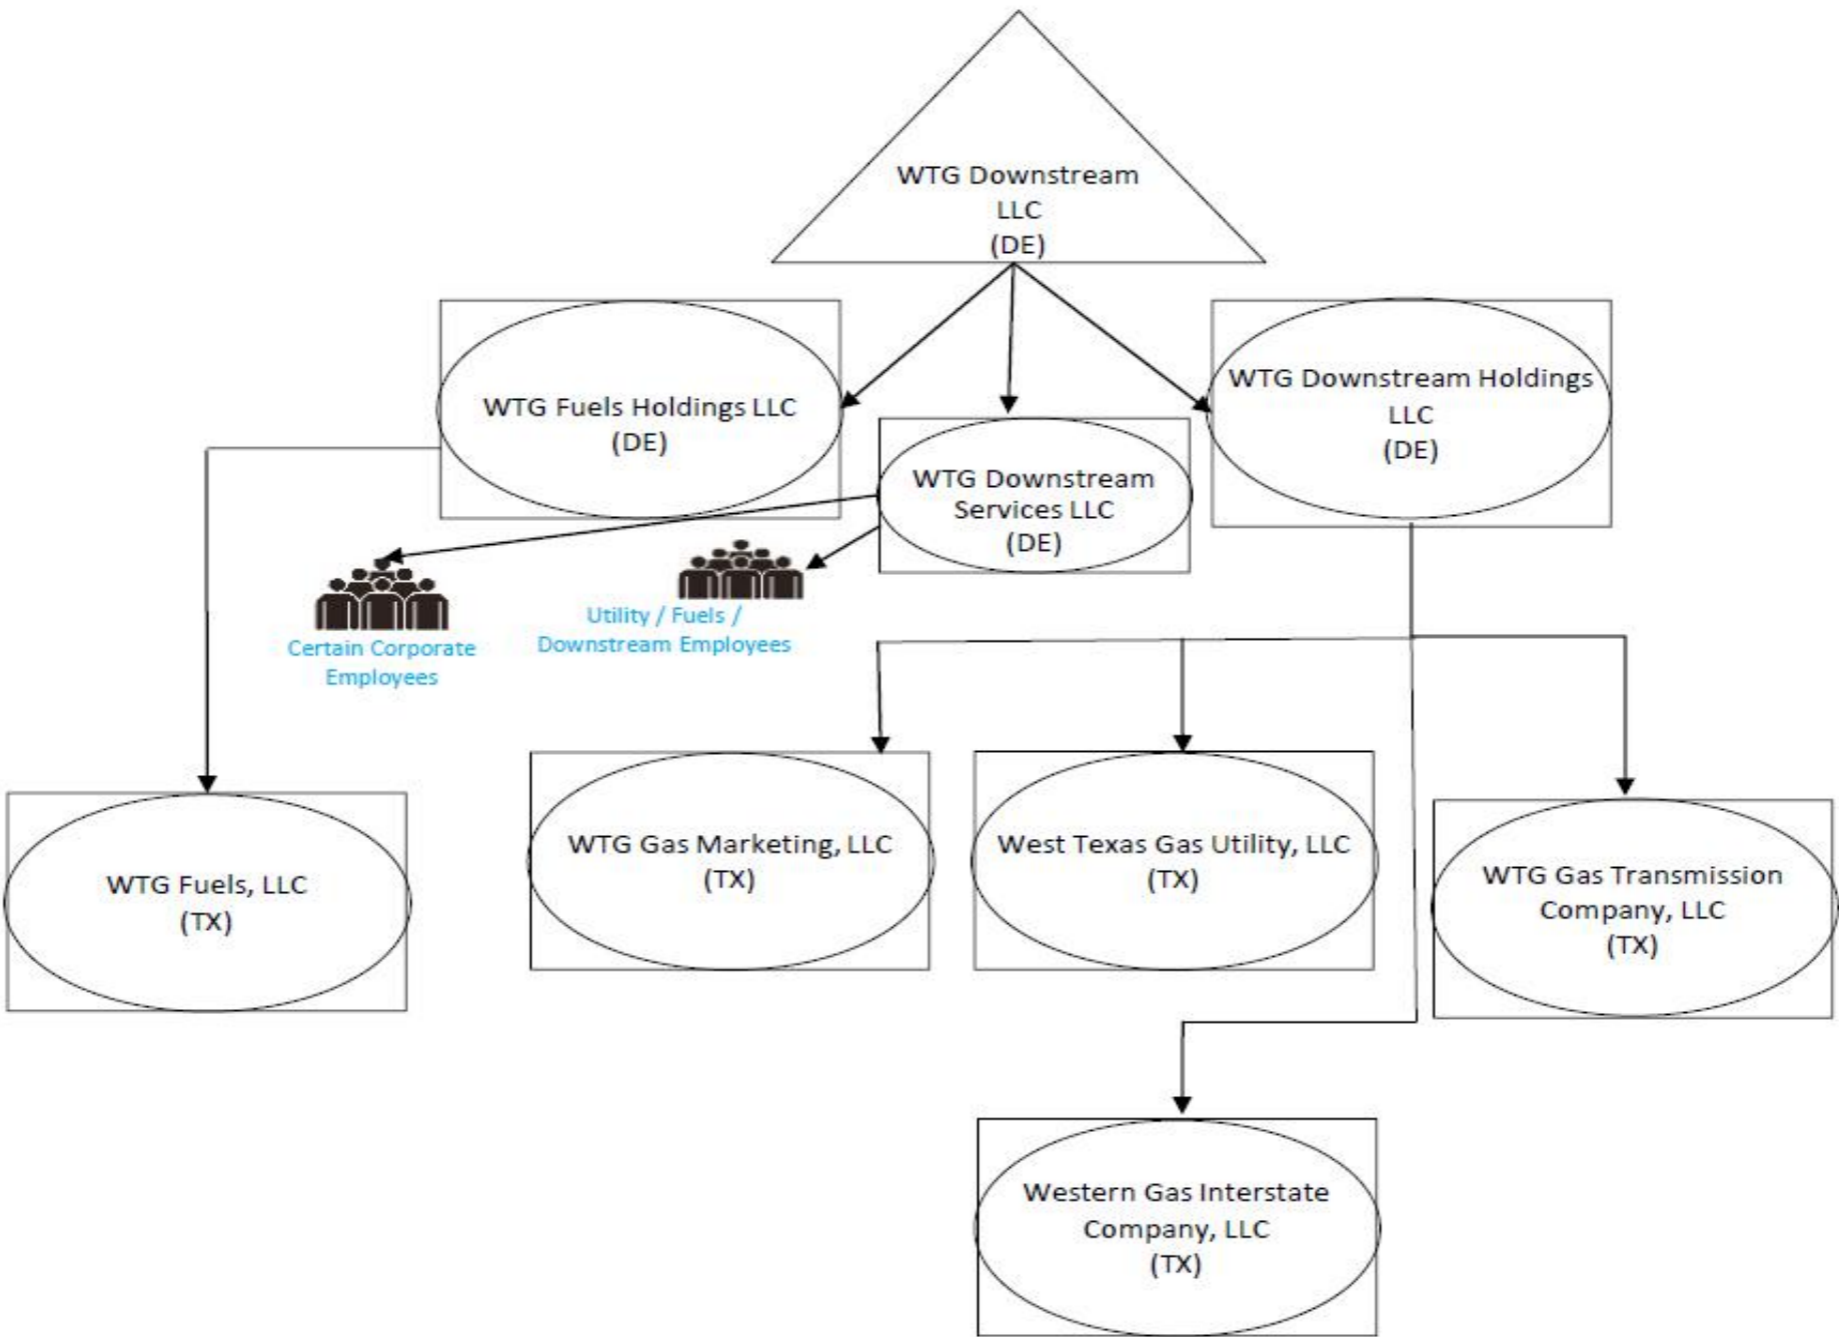 WTG Downstream
LLC
(DE)
WTG Fuels Holdings LLC
(DE)
WTG Downstream
Services LLC
(DE)
WTG Downstream Holdings
LLC
(DE)
Certain Corporate
Employees
Utility / Fuels /
Downstream Employees
WTG Fuels, LLC
(TX)
WTG Gas Marketing, LLC
(TX)
West Texas Gas Utility, LLC
(TX)
WTG Gas Transmission
Company, LLC
(TX)
Western Gas Interstate
Company, LLC
(TX)